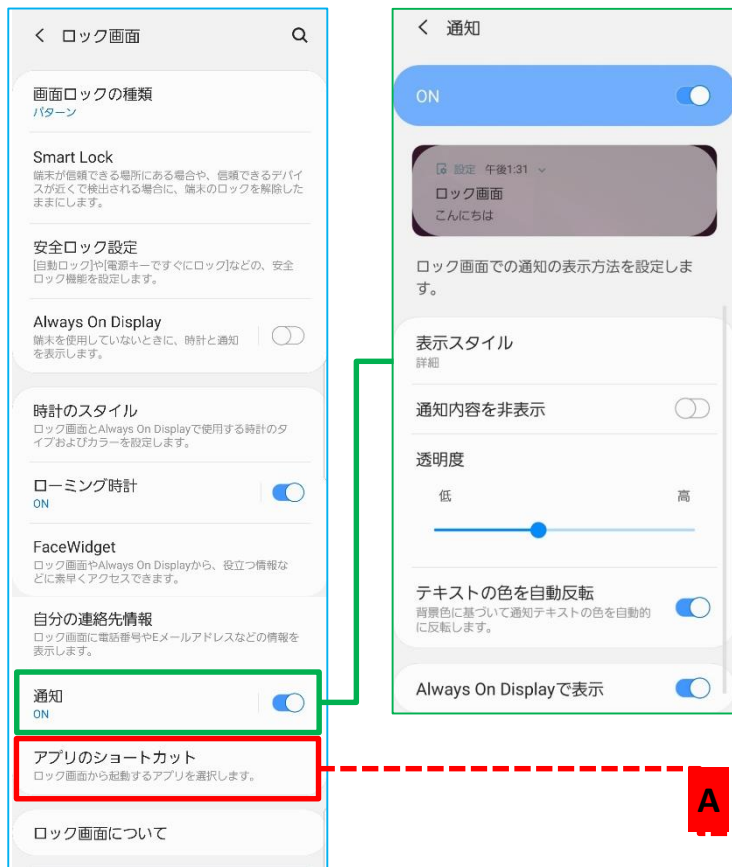 ロック画面
画面ロックの種類
パターン
Smart Lock
端末が信頼できる場所にある場合や、信頼できるデバイ
スが近くで検出される場合に、端末のロックを解除した
ままにします。
安全ロック設定
[自動ロック]や[電源キーですぐにロック]などの、安全
ロック機能を設定します。
Always On Display
端末を使用していないときに、時計と通知
を表示します。
時計のスタイル
ロック画面とAlways On Displayで使用する時計のタ
イプおよびカラーを設定します。
ローミング時計
ON
FaceWidget
ロック画面やAlways On Displayから、役立つ情報な
どに素早くアクセスできます。
自分の連絡先情報
ロック画面に電話番号やEメールアドレスなどの情報を
表示します。
通知
ON
アプリのショートカット
ロック画面から起動するアプリを選択します。
ロック画面について
通知
ON
設定 午後1:31
ロック画面
こんにちは
ロック画面での通知の表示方法を設定しま
す。
表示スタイル
詳細
通知内容を非表示
透明度
低 高
テキストの色を自動反転
背景色に基づいて通知テキストの色を自動的
に反転します。
Always On Displayで表示
A